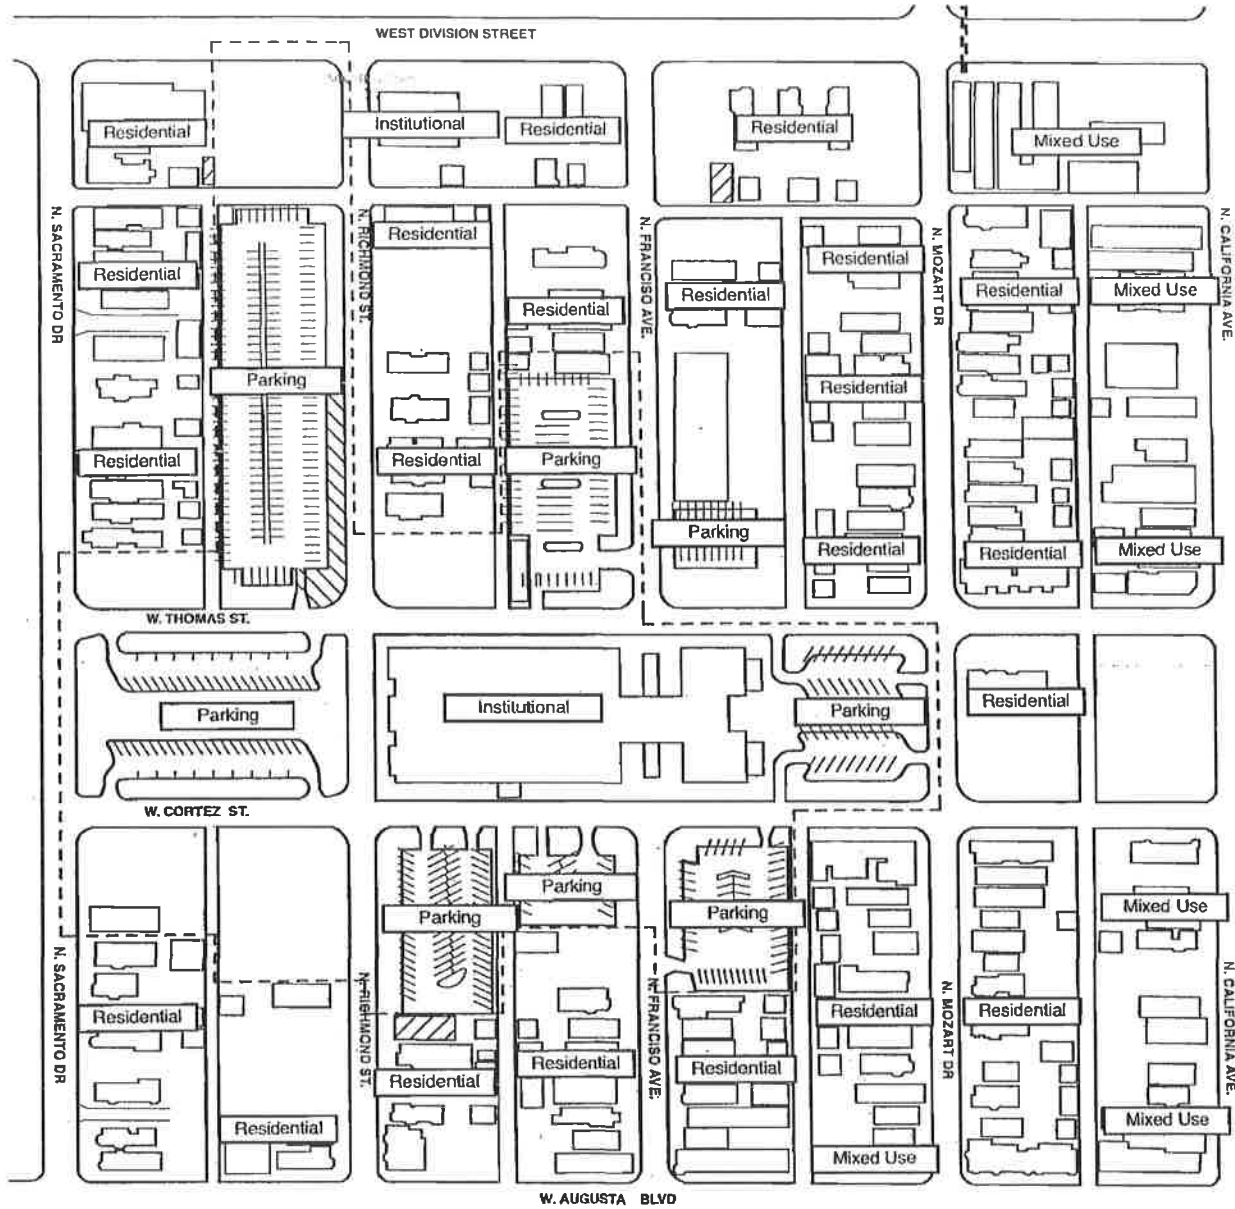 WEST DIVISION STREET
Residential
Institutional
Residential
Residential
Mixed Use
N. SACRAMENTO DR
N. RICHMOND ST.
N. FRANCISO AVE.
N. MOZART DR
N. CALIFORNIA AVE.
Residential
Residential
Residential
Residential
Residential
Residential
Mixed Use
Parking
Residential
Residential
Residential
Parking
Parking
Residential
Residential
Mixed Use
W. THOMAS ST.
Parking
Institutional
Parking
Residential
W. CORTEZ ST.
Parking
Parking
Parking
Mixed Use
N. SACRAMENTO DR
N. RICHMOND ST.
N. FRANCISO AVE.
N. MOZART DR
N. CALIFORNIA AVE.
Residential
Residential
Residential
Residential
Residential
Residential
Residential
Mixed Use
Mixed Use
W. AUGUSTA BLVD